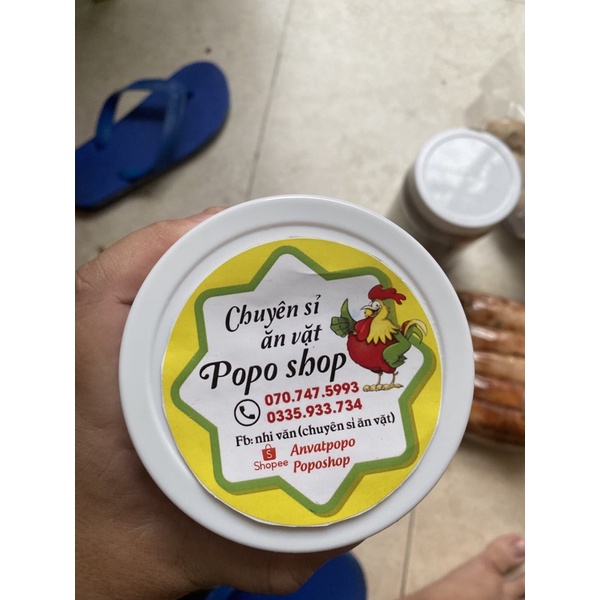 Chuyên sỉ
ăn vặt
Popo shop
070.747.5993
0335.933.734
Fb: nhi văn (chuyên sỉ ăn vặt)
S
Shopee
Anvatpopo
Poposhop